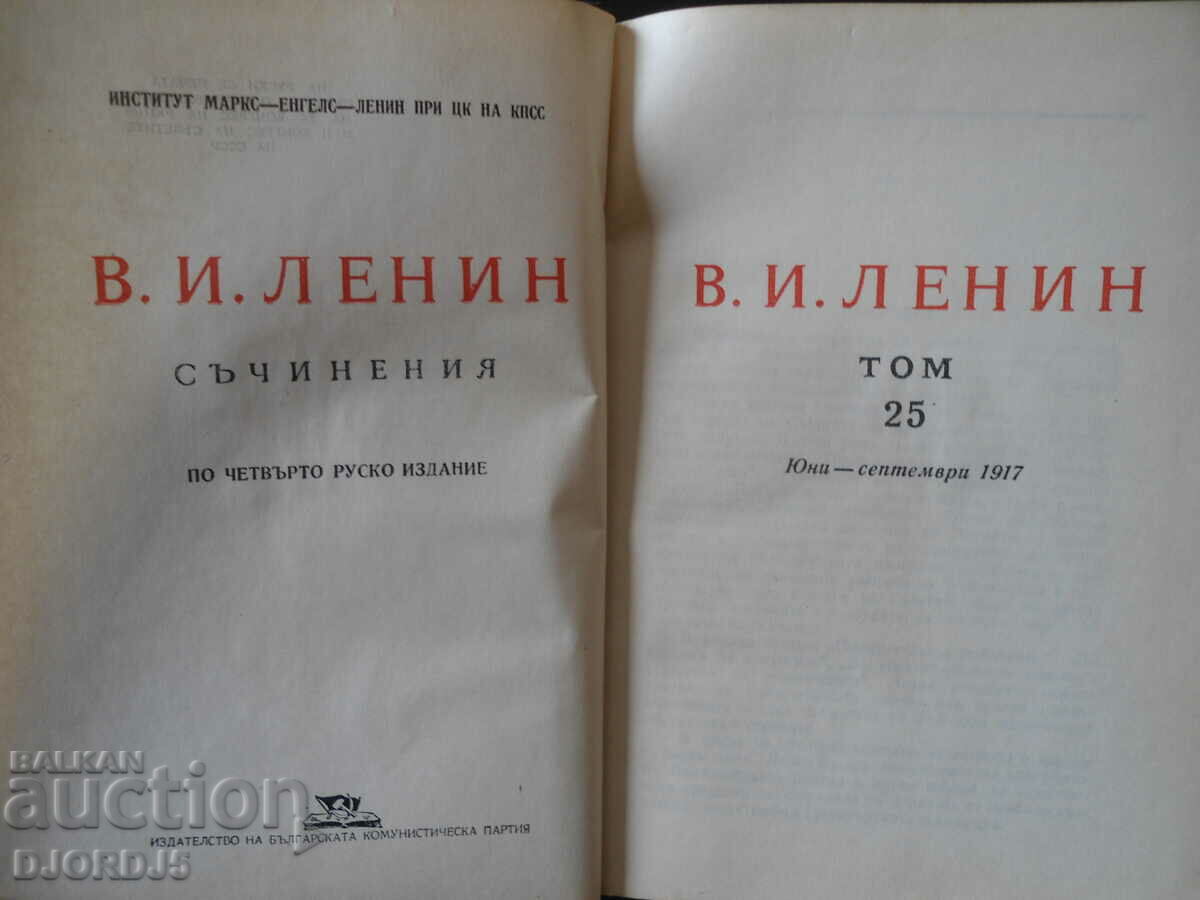 ИНСТИТУТ МАРКС—ЕНГЕЛС—ЛЕНИН ПРИ ЦК НА КПСС
В. И. ЛЕНИН
СЪЧИНЕНИЯ
ПО ЧЕТВЪРТО РУСКО ИЗДАНИЕ
ИЗДАТЕЛСТВО НА БЪЛГАРСКАТА КОМУНИСТИЧЕСКА ПАРТИЯ
В. И. ЛЕНИН
ТОМ
25
Юни — септември 1917
BALKAN
auction
DJORDJ5